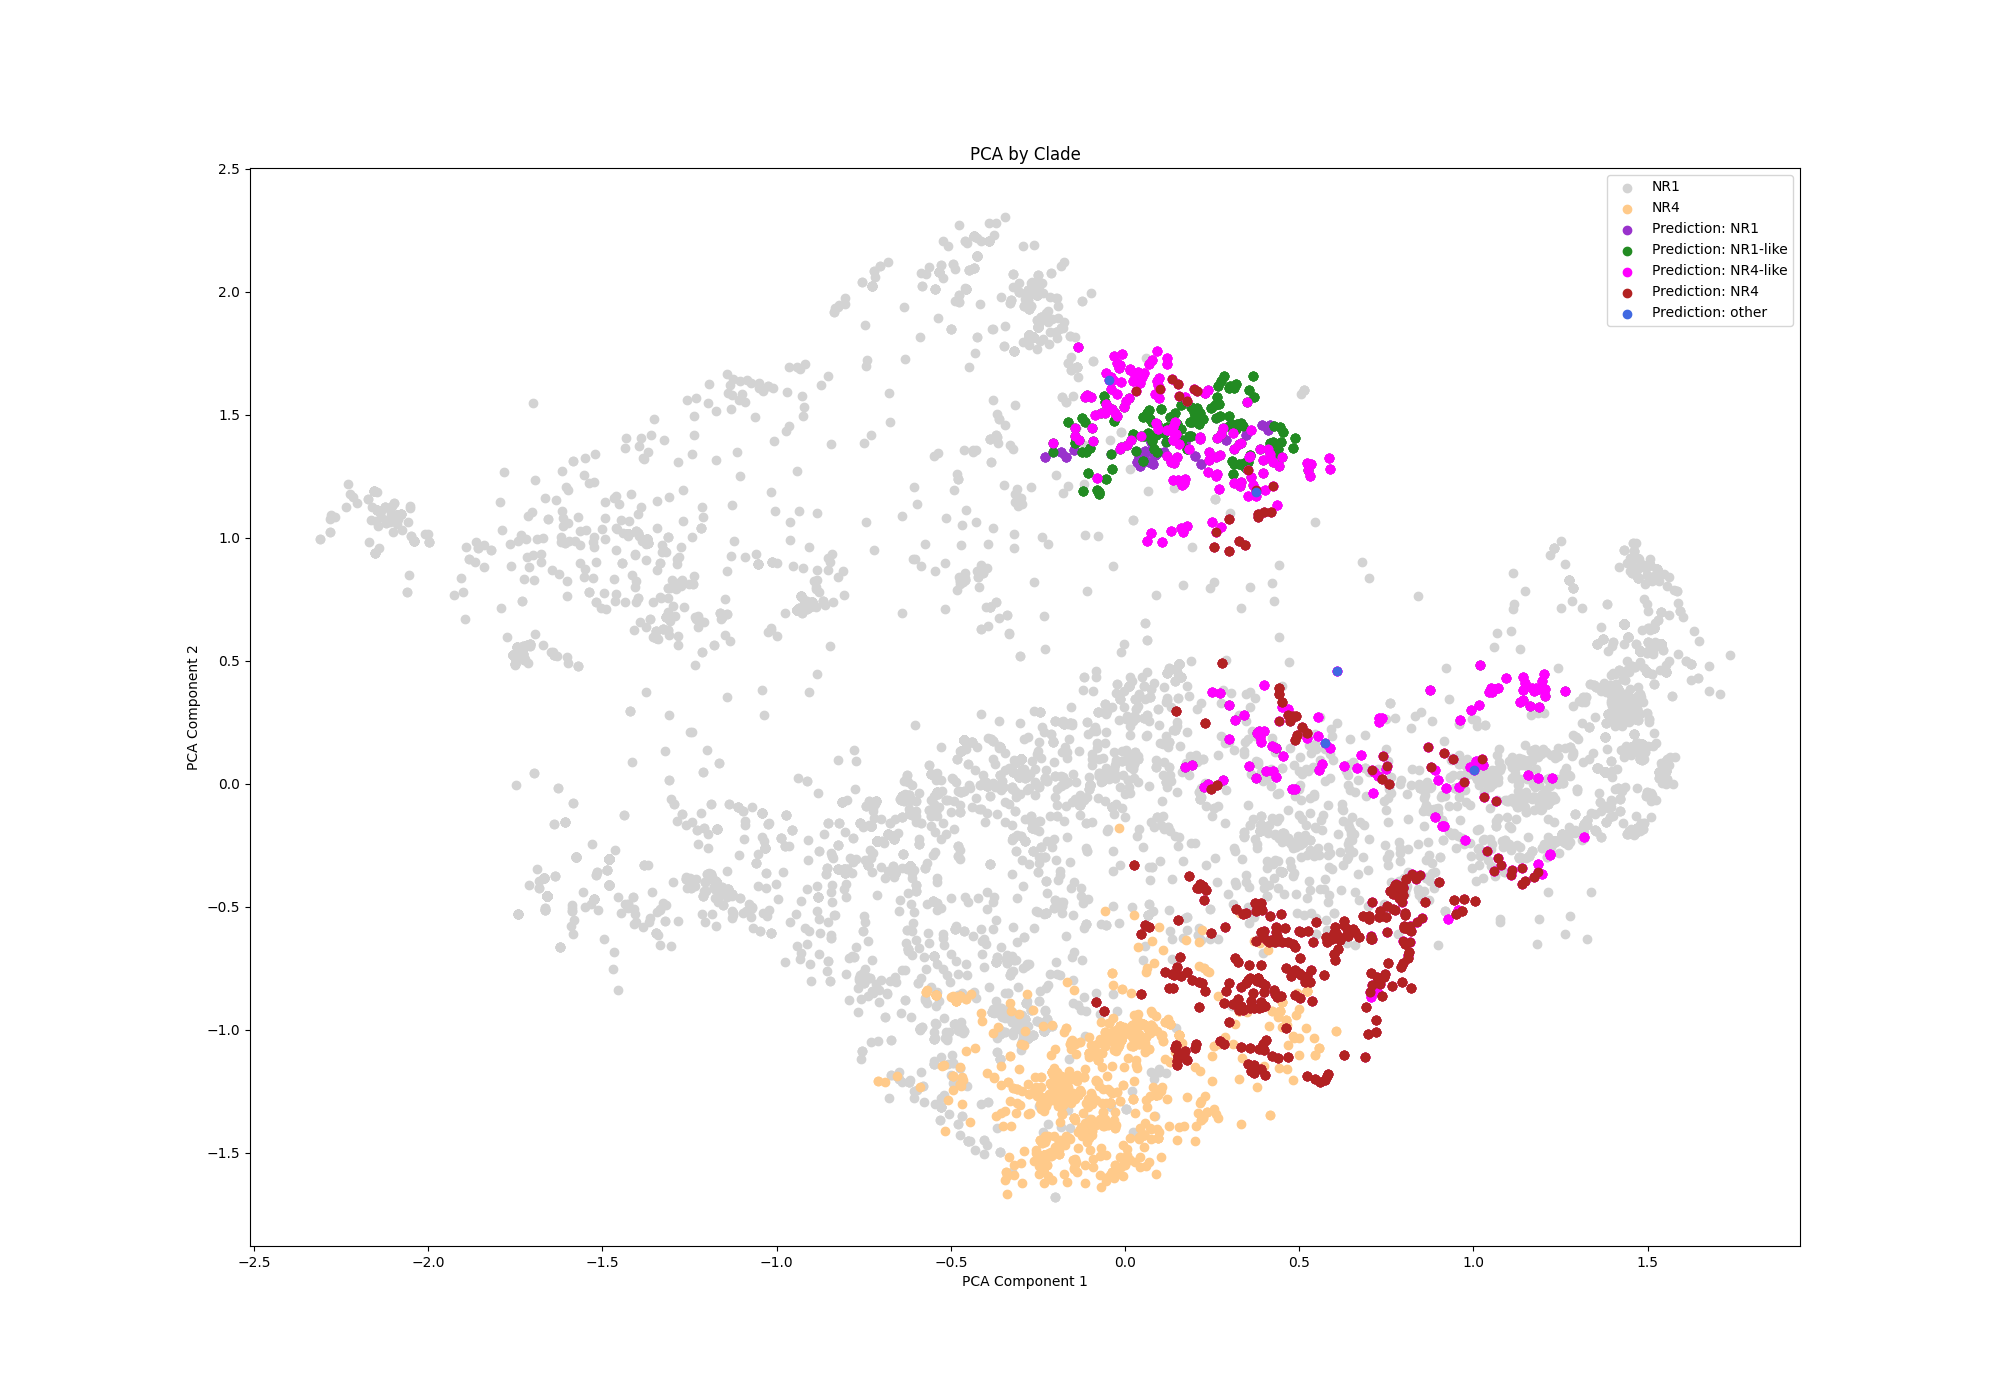 PCA by Clade
2.5
2.0
1.5
1.0
0.5
0.0
−0.5
−1.0
−1.5
PCA Component 2
NR1
NR4
Prediction: NR1
Prediction: NR1-like
Prediction: NR4-like
Prediction: NR4
Prediction: other
−2.5 −2.0 −1.5 −1.0 −0.5 0.0 0.5 1.0 1.5
PCA Component 1